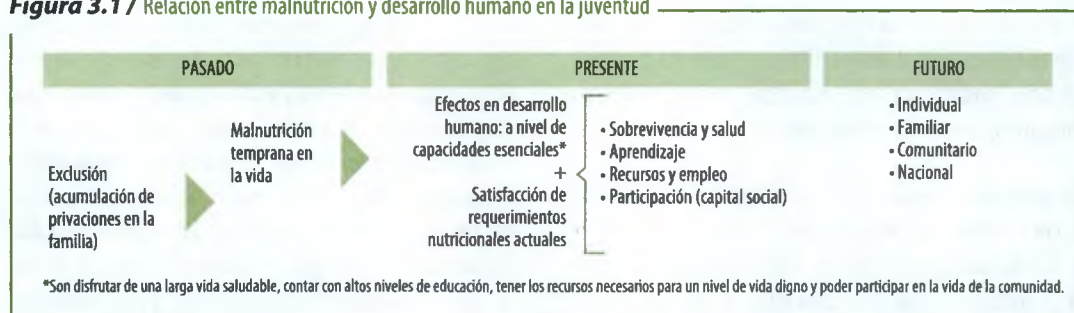 Figura 3.1 / Relación entre malnutrición y desarrollo humano en la juventud
PASADO
PRESENTE
FUTURO
Exclusión
(acumulación de
privaciones en la
familia)
Malnutrición
temprana en
la vida
Efectos en desarrollo
humano: a nivel de
capacidades esenciales*
+
Satisfacción de
requerimientos
nutricionales actuales
• Sobrevivencia y salud
• Aprendizaje
• Recursos y empleo
• Participación (capital social)
• Individual
• Familiar
• Comunitario
• Nacional
*Son disfrutar de una larga vida saludable, contar con altos niveles de educación, tener los recursos necesarios para un nivel de vida digno y poder participar en la vida de la comunidad.